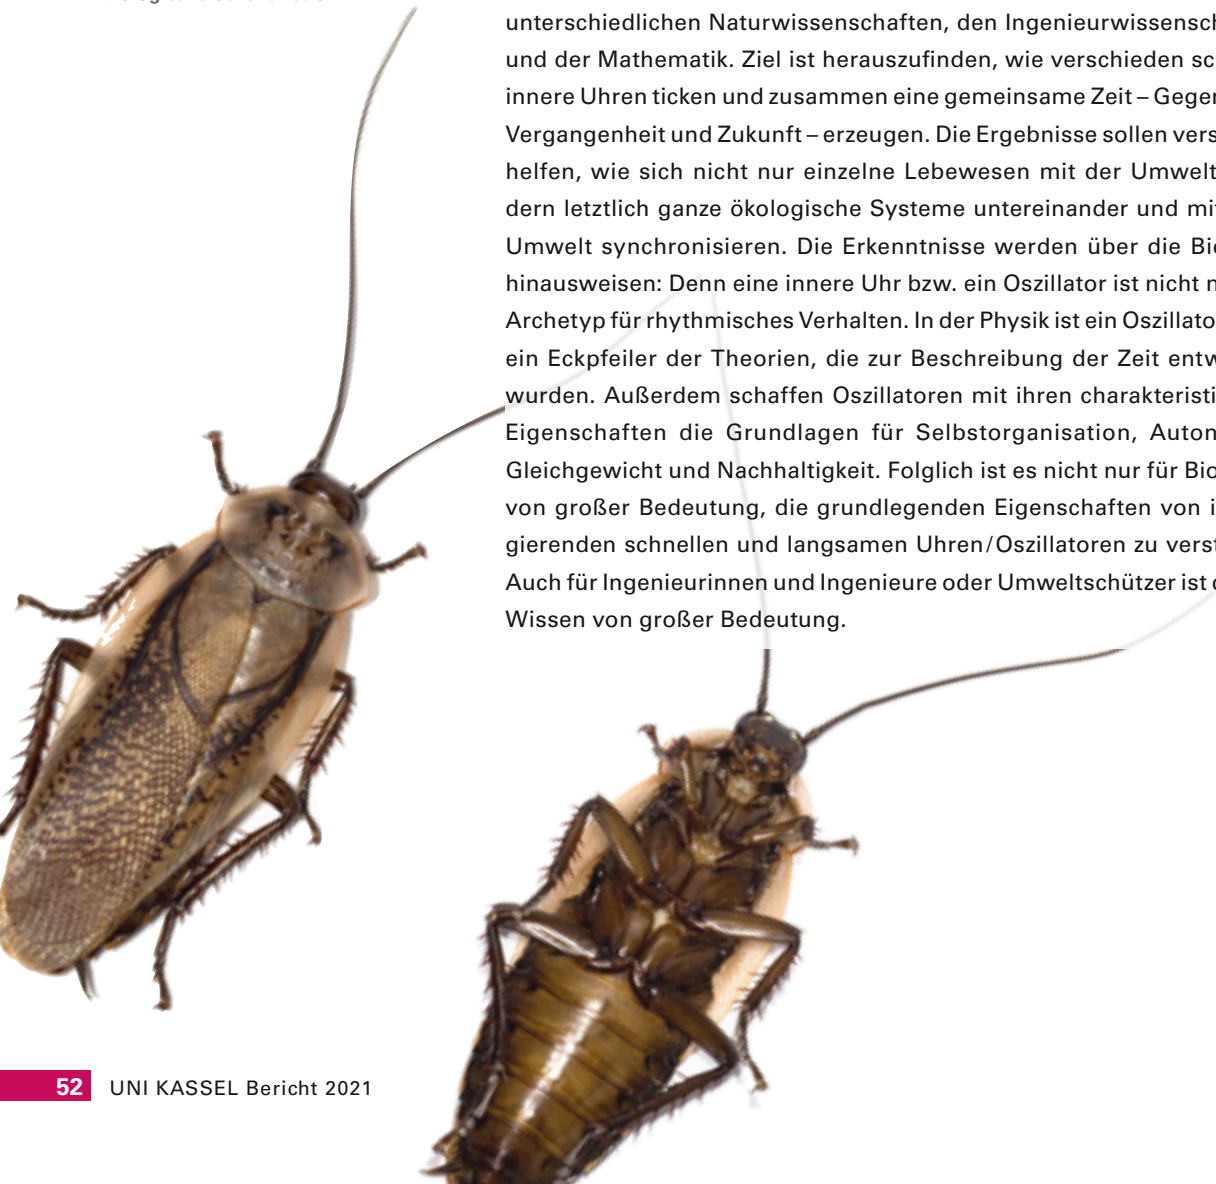 unterschiedlichen Naturwissenschaften, den Ingenieurwissensch
und der Mathematik. Ziel ist herauszufinden, wie verschieden sc
innere Uhren ticken und zusammen eine gemeinsame Zeit – Gegen
Vergangenheit und Zukunft – erzeugen. Die Ergebnisse sollen vers
helfen, wie sich nicht nur einzelne Lebewesen mit der Umwelt
dern letztlich ganze ökologische Systeme untereinander und mit
Umwelt synchronisieren. Die Erkenntnisse werden über die Bio
hinausweisen: Denn eine innere Uhr bzw. ein Oszillator ist nicht n
Archetyp für rhythmisches Verhalten. In der Physik ist ein Oszillato
ein Eckpfeiler der Theorien, die zur Beschreibung der Zeit entw
wurden. Außerdem schaffen Oszillatoren mit ihren charakteristi
Eigenschaften die Grundlagen für Selbstorganisation, Auton
Gleichgewicht und Nachhaltigkeit. Folglich ist es nicht nur für Bio
von großer Bedeutung, die grundlegenden Eigenschaften von i
gierenden schnellen und langsamen Uhren/Oszillatoren zu verst
Auch für Ingenieurinnen und Ingenieure oder Umweltschützer ist d
Wissen von großer Bedeutung.
52 UNI KASSEL Bericht 2021